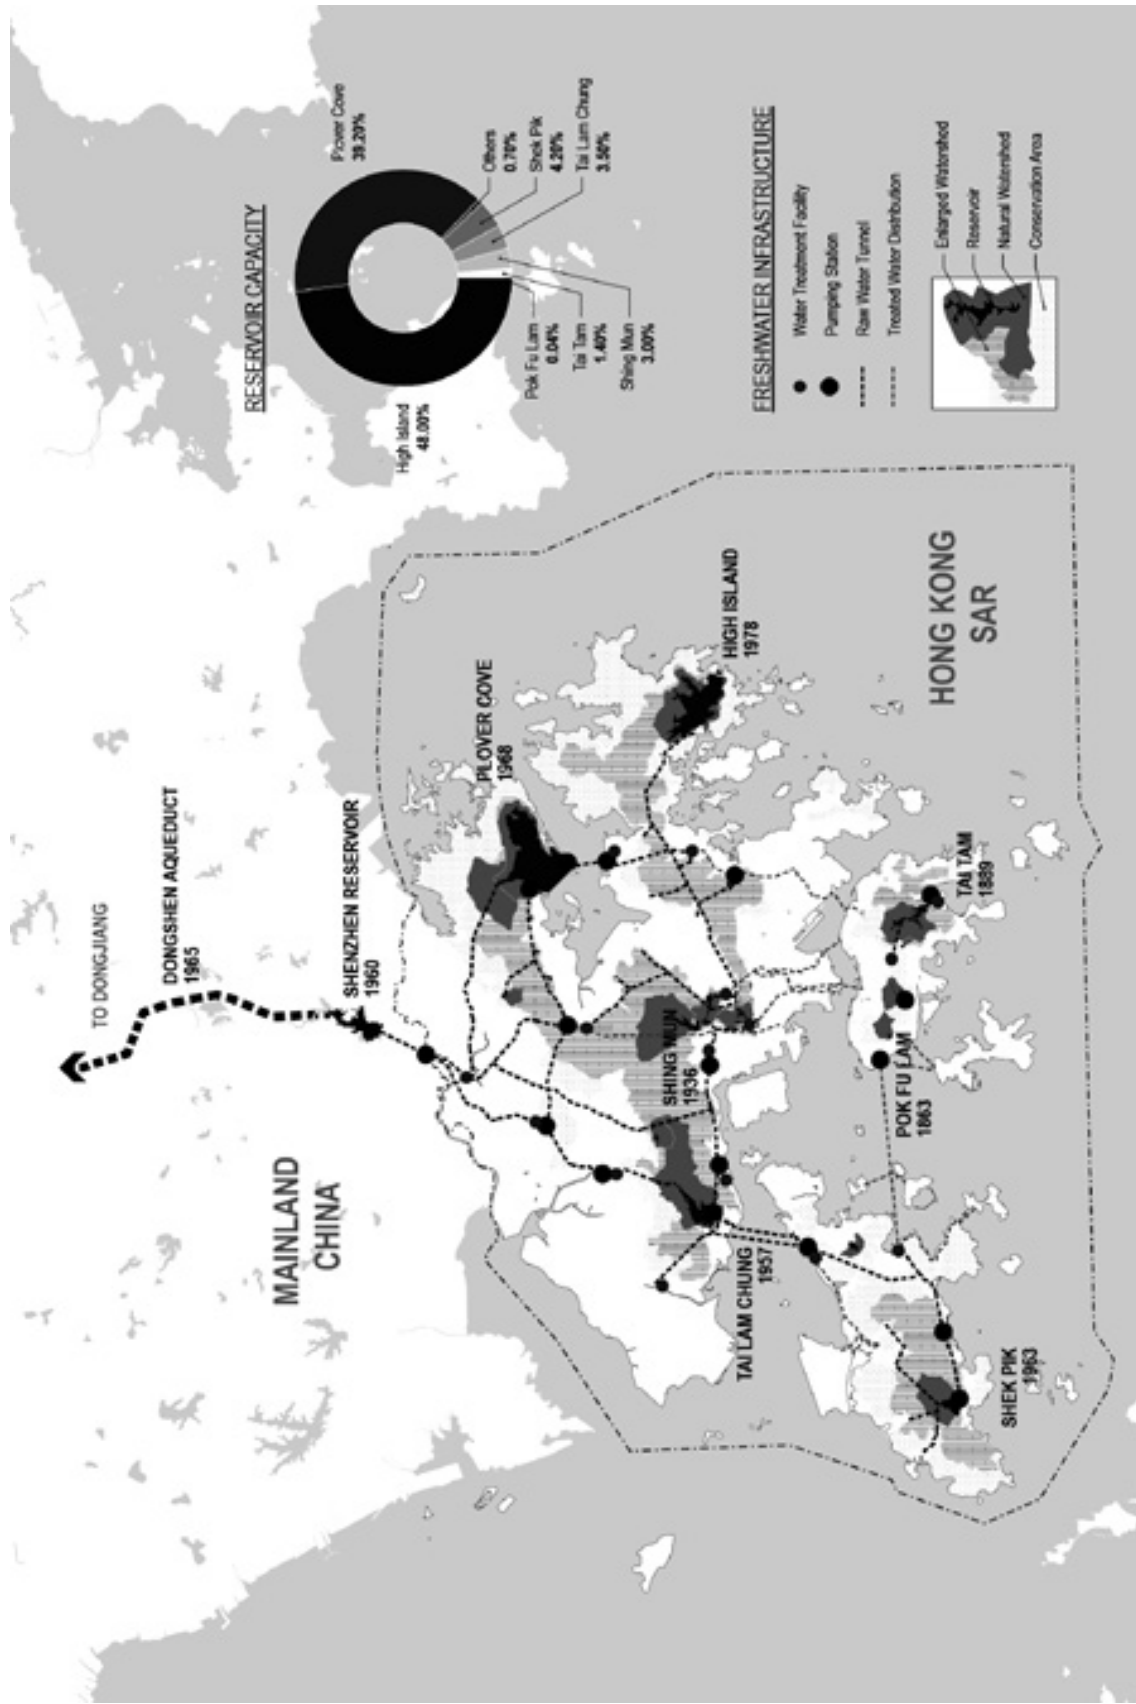 TO DONGJIANG
DONGSHEN AQUEDUCT
1965
SHENZHEN RESERVOIR
1960
MAINLAND
CHINA
PLOVER COVE
1968
HIGH ISLAND
1978
SHING MUN
1936
TAI LAM CHUNG
1957
TAI TAM
1889
POK FU LAM
1863
SHEK PIK
1963
HONG KONG
SAR
RESERVOIR CAPACITY
Plover Cove
39.20%
Others
0.70%
Shek Pik
4.20%
Tai Lam Chung
3.50%
Shing Mun
3.00%
Tai Tam
1.40%
Pok Fu Lam
0.04%
High Island
48.00%
FRESHWATER INFRASTRUCTURE
Water Treatment Facility
Pumping Station
Raw Water Tunnel
Treated Water Distribution
Enlarged Watershed
Reservoir
Natural Watershed
Conservation Area